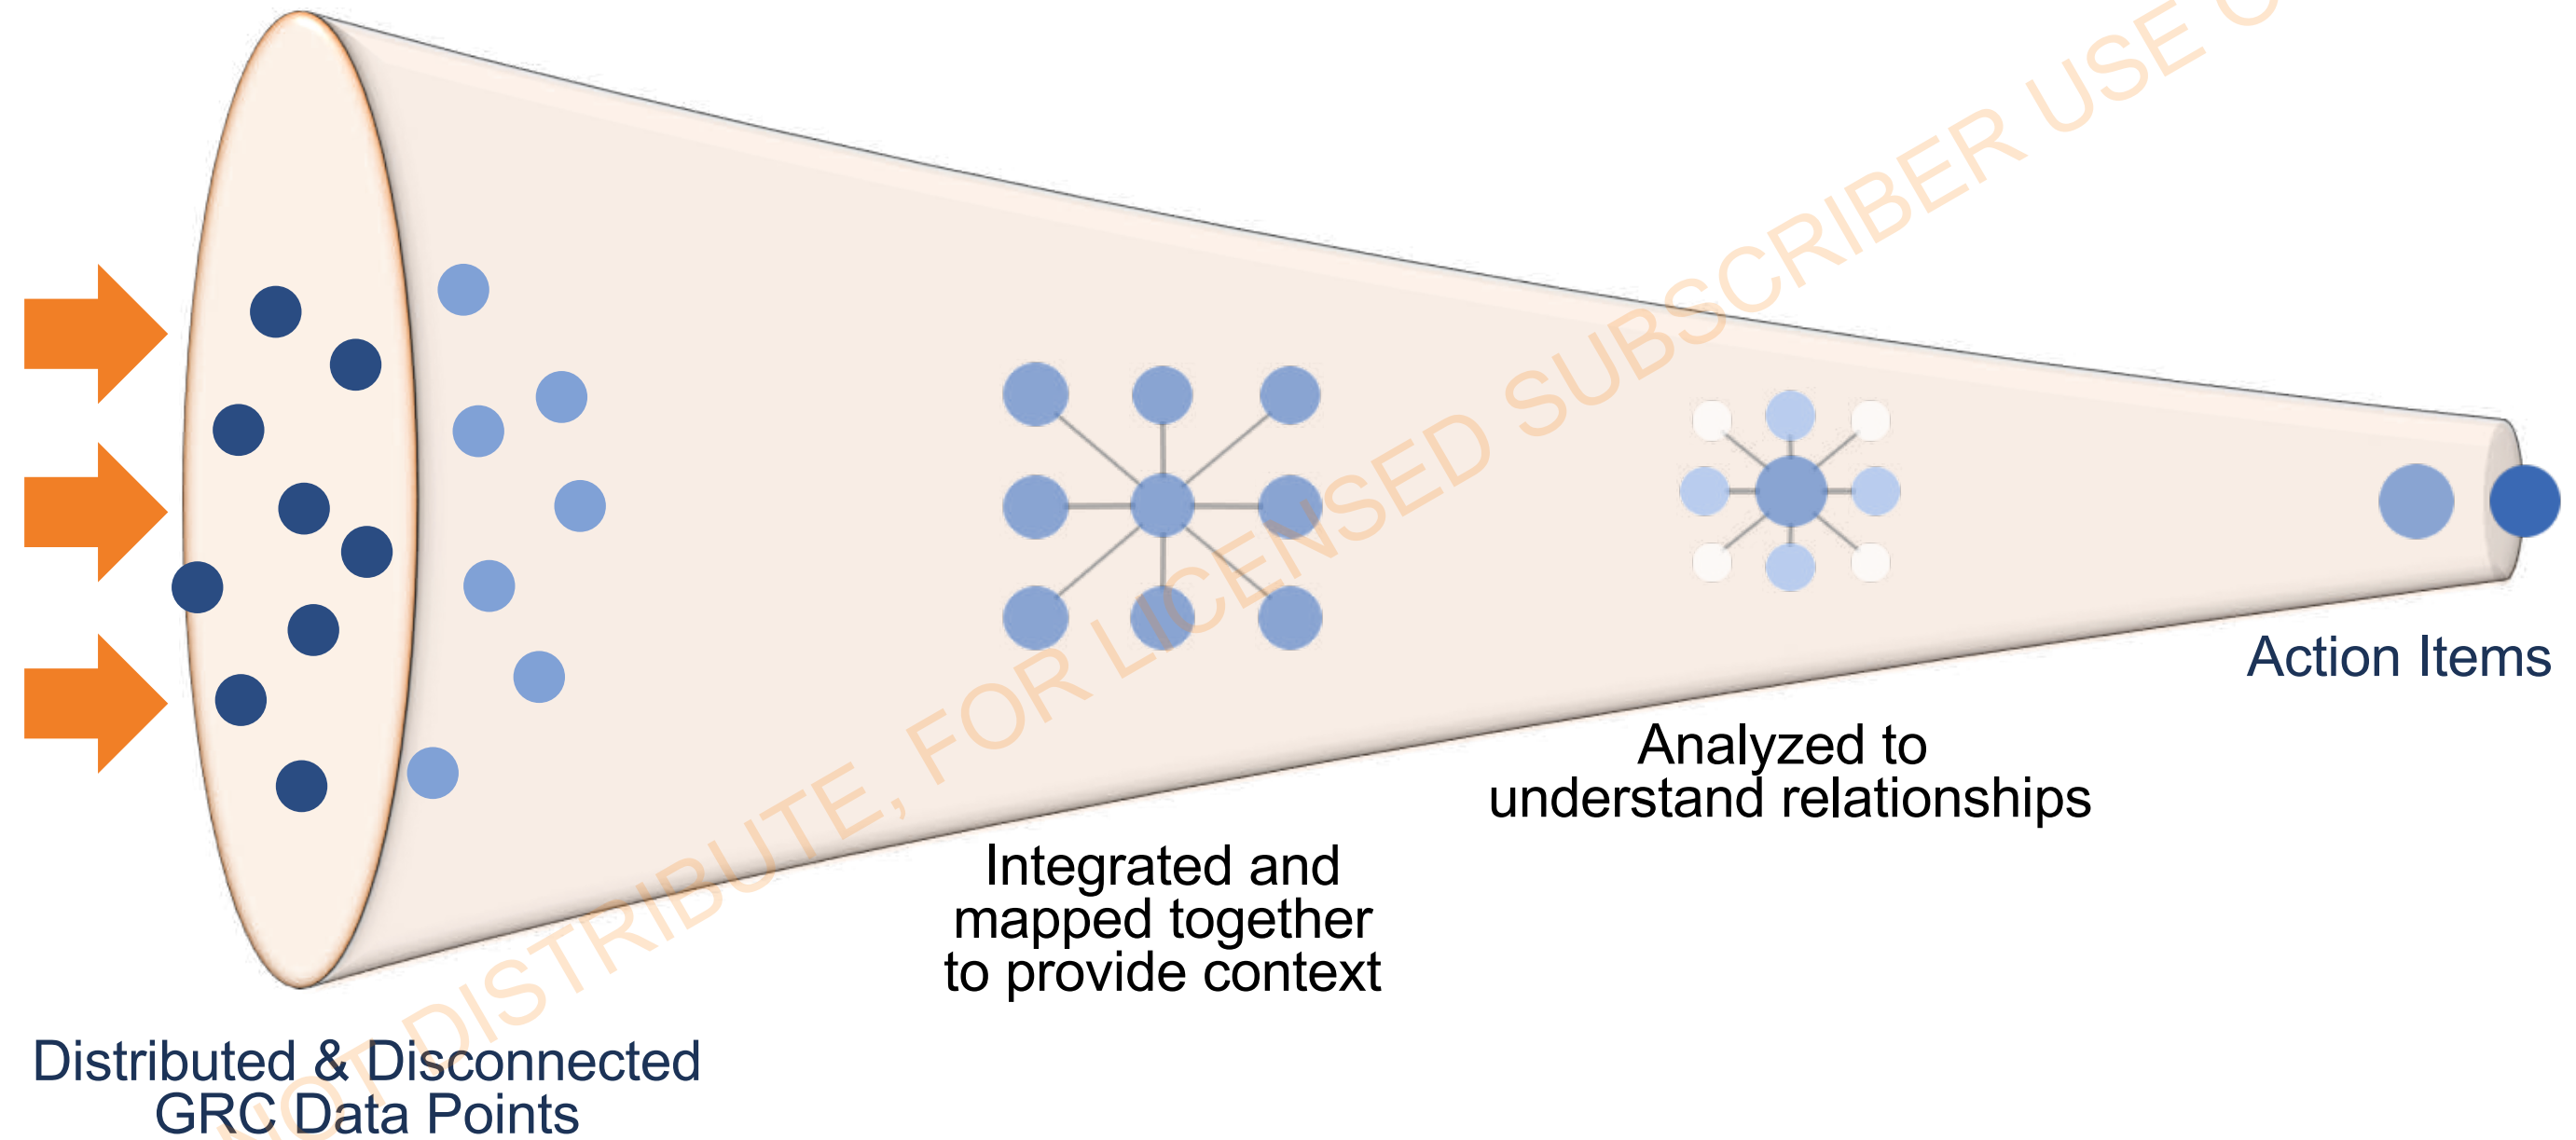 NOT DISTRIBUTE, FOR LICENSED SUBSCRIBER USE
Action Items
Analyzed to
understand relationships
Integrated and
mapped together
to provide context
Distributed & Disconnected
GRC Data Points